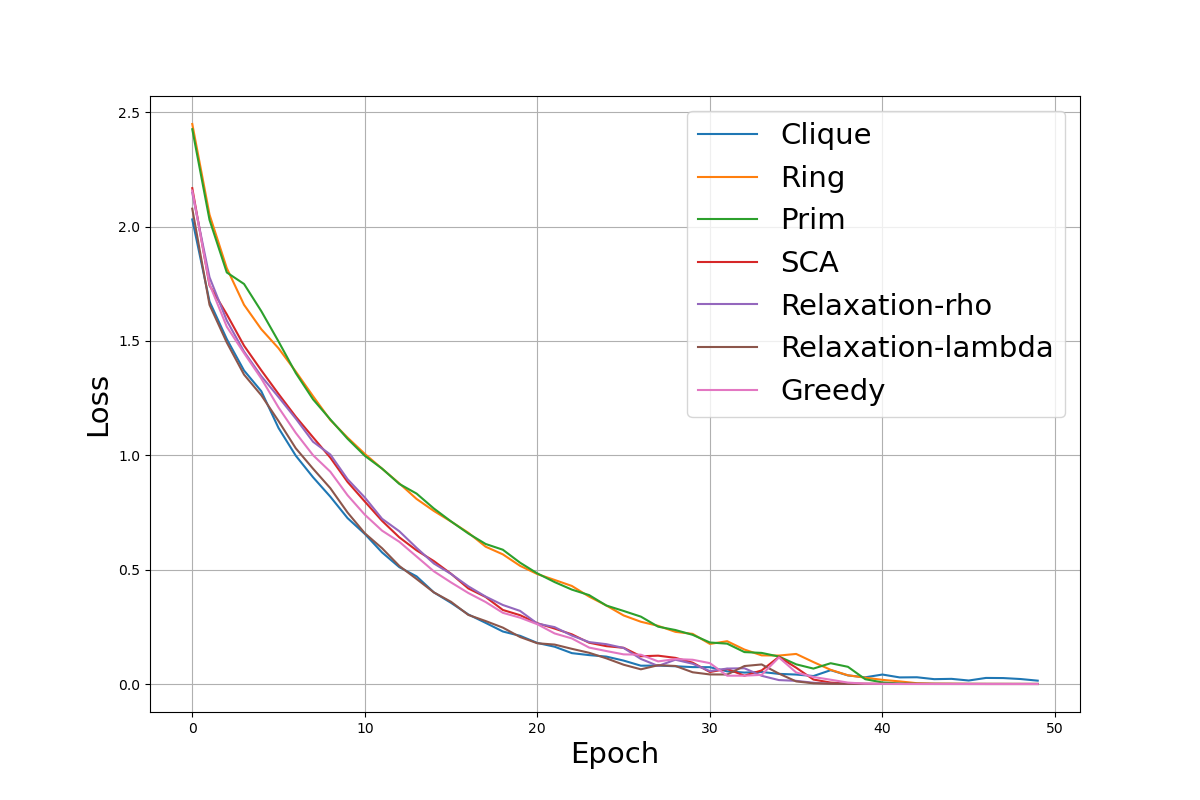 2.5
2.0
1.5
1.0
0.5
0.0
Loss
0 10 20 30 40 50
Epoch
Clique
Ring
Prim
SCA
Relaxation-rho
Relaxation-lambda
Greedy